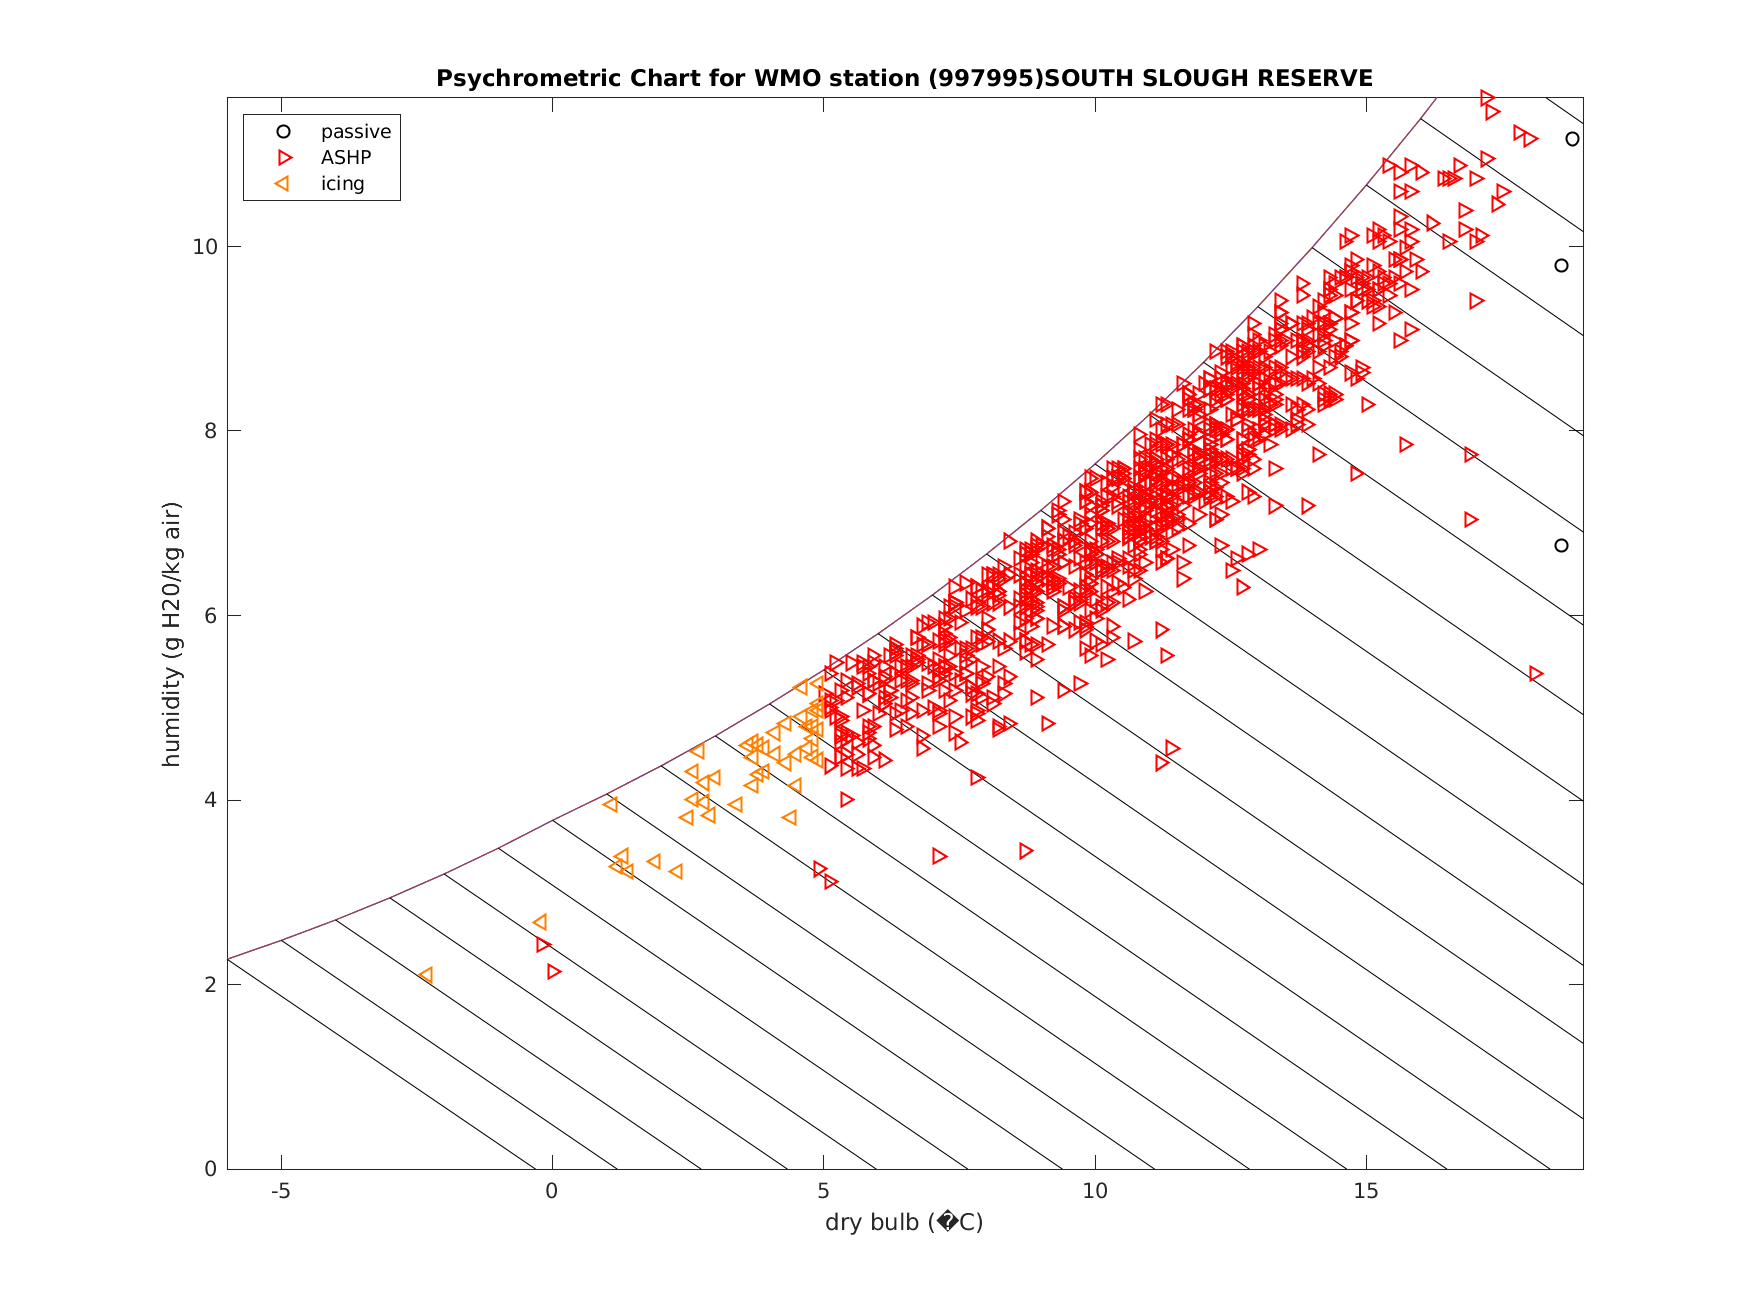 Psychrometric Chart for WMO station (997995)SOUTH SLOUGH RESERVE
passive
ASHP
icing
10
8
6
4
2
0
humidity (g H20/kg air)
-5 0 5 10 15
dry bulb (�C)